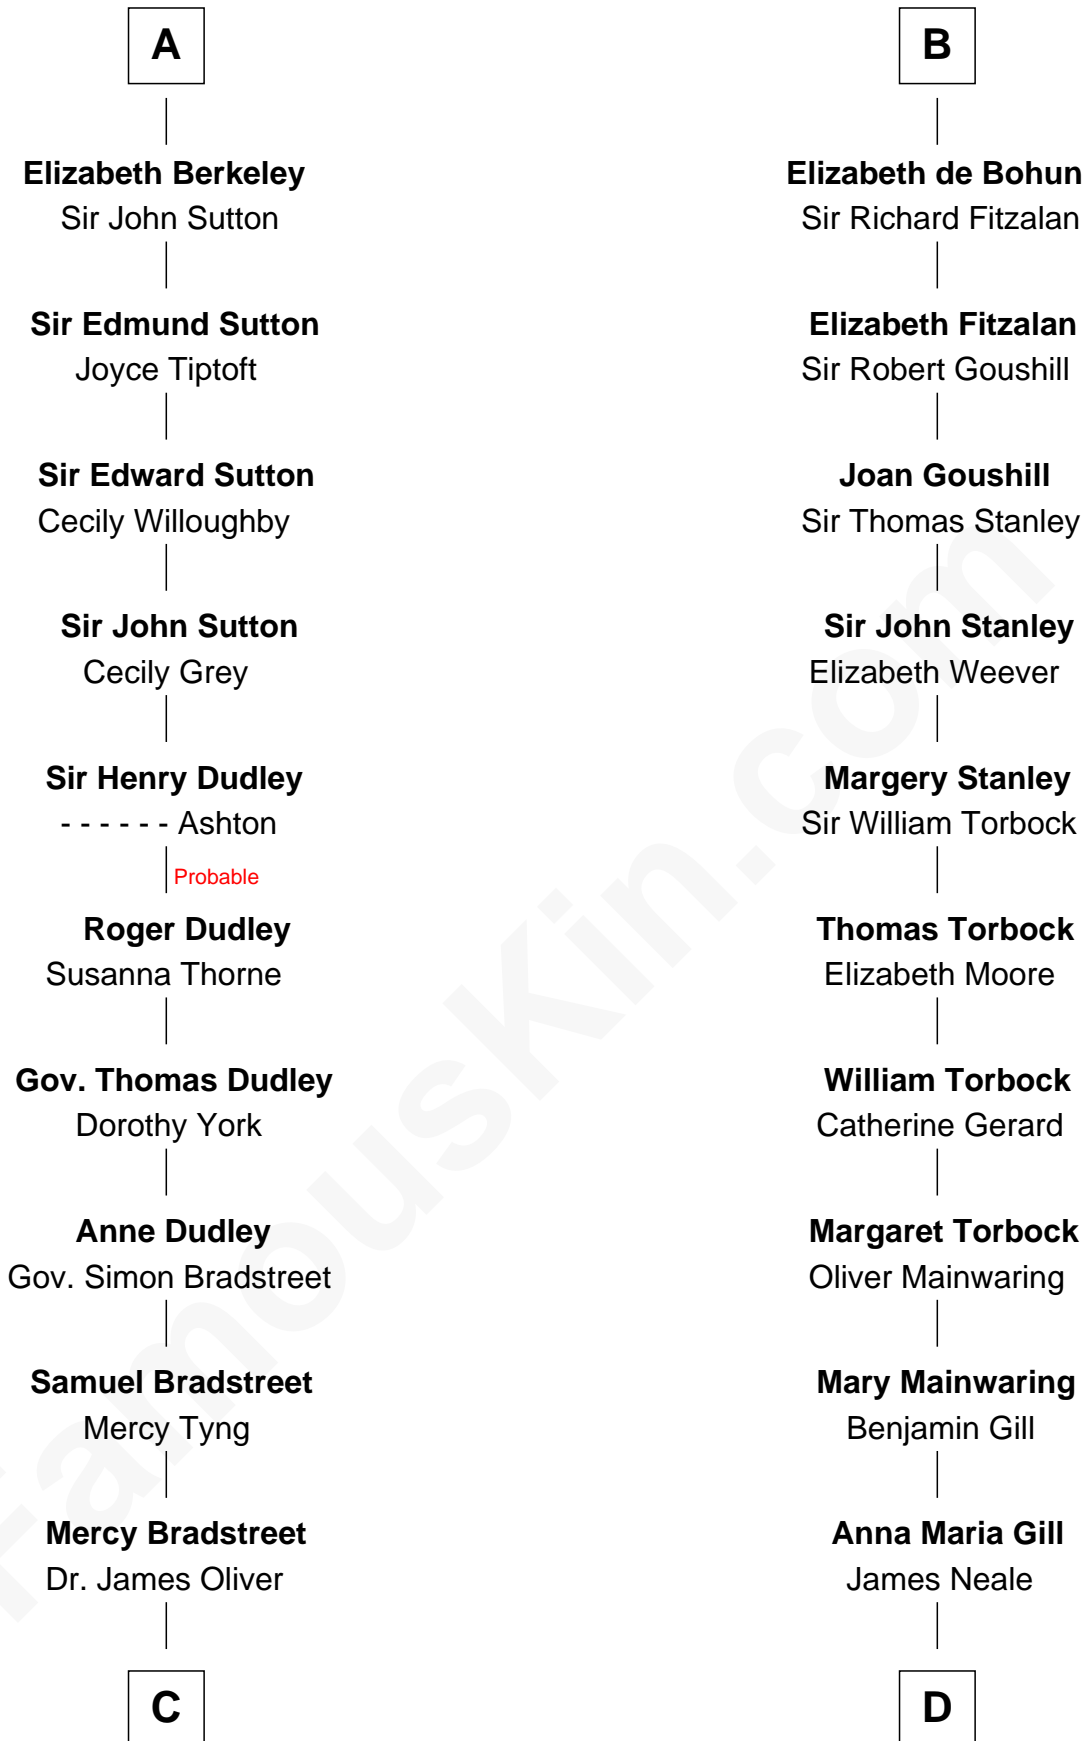 A
Elizabeth Berkeley
Sir John Sutton
Sir Edmund Sutton
Joyce Tiptoft
Sir Edward Sutton
Cecily Willoughby
Sir John Sutton
Cecily Grey
Sir Henry Dudley
- - - - - - Ashton
Probable
Roger Dudley
Susanna Thorne
Gov. Thomas Dudley
Dorothy York
Anne Dudley
Gov. Simon Bradstreet
Samuel Bradstreet
Mercy Tyng
Mercy Bradstreet
Dr. James Oliver
C
B
Elizabeth de Bohun
Sir Richard Fitzalan
Elizabeth Fitzalan
Sir Robert Goushill
Joan Goushill
Sir Thomas Stanley
Sir John Stanley
Elizabeth Weever
Margery Stanley
Sir William Torbock
Thomas Torbock
Elizabeth Moore
William Torbock
Catherine Gerard
Margaret Torbock
Oliver Mainwaring
Mary Mainwaring
Benjamin Gill
Anna Maria Gill
James Neale
D
FamousKin.com